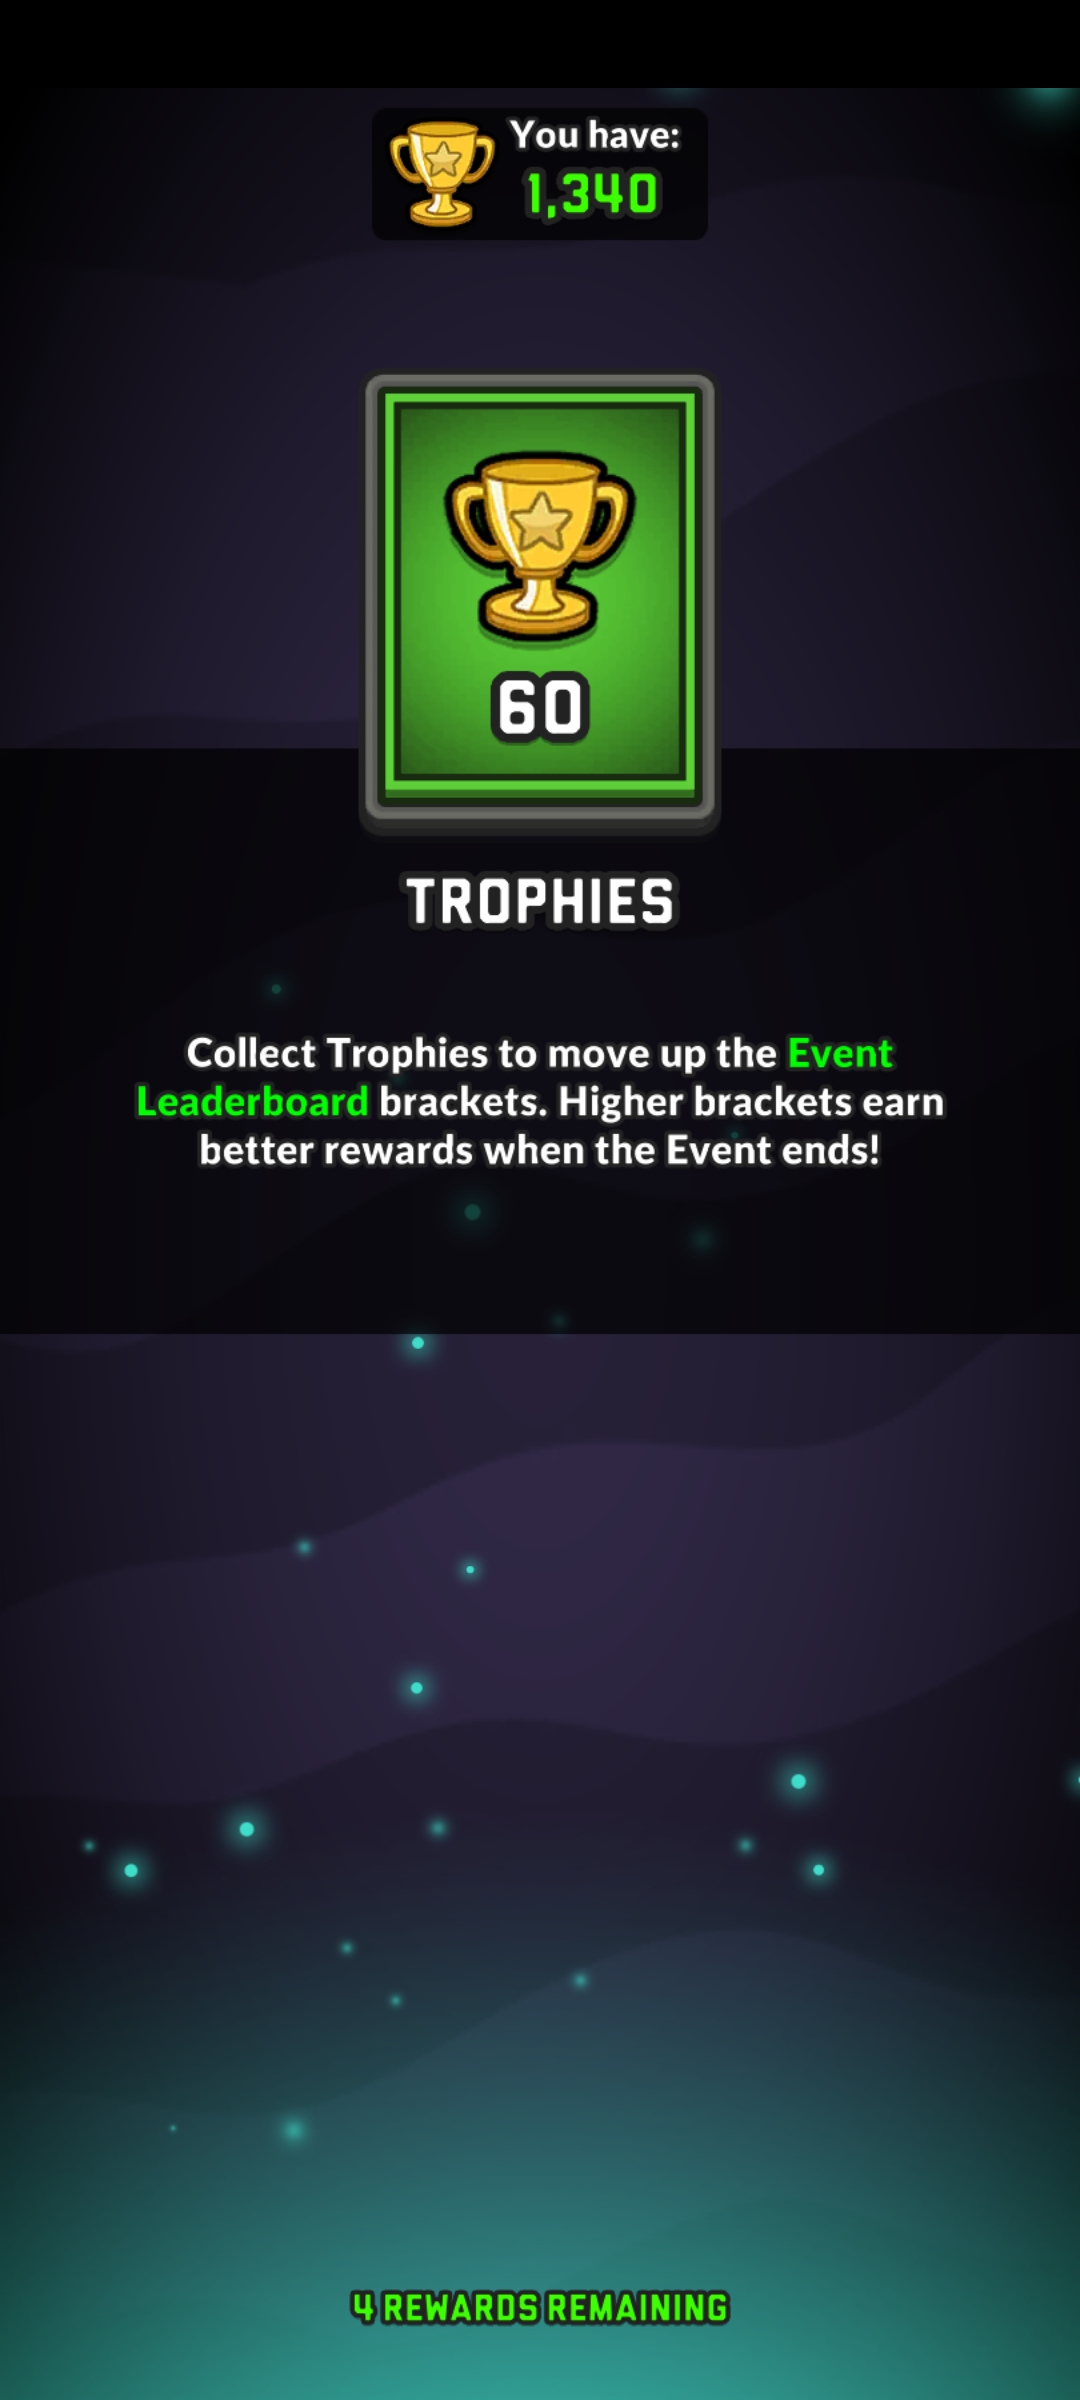 You have:
1,340
60
TROPHIES
Collect Trophies to move up the Event
Leaderboard brackets. Higher brackets earn
better rewards when the Event ends!
4 REWARDS REMAINING